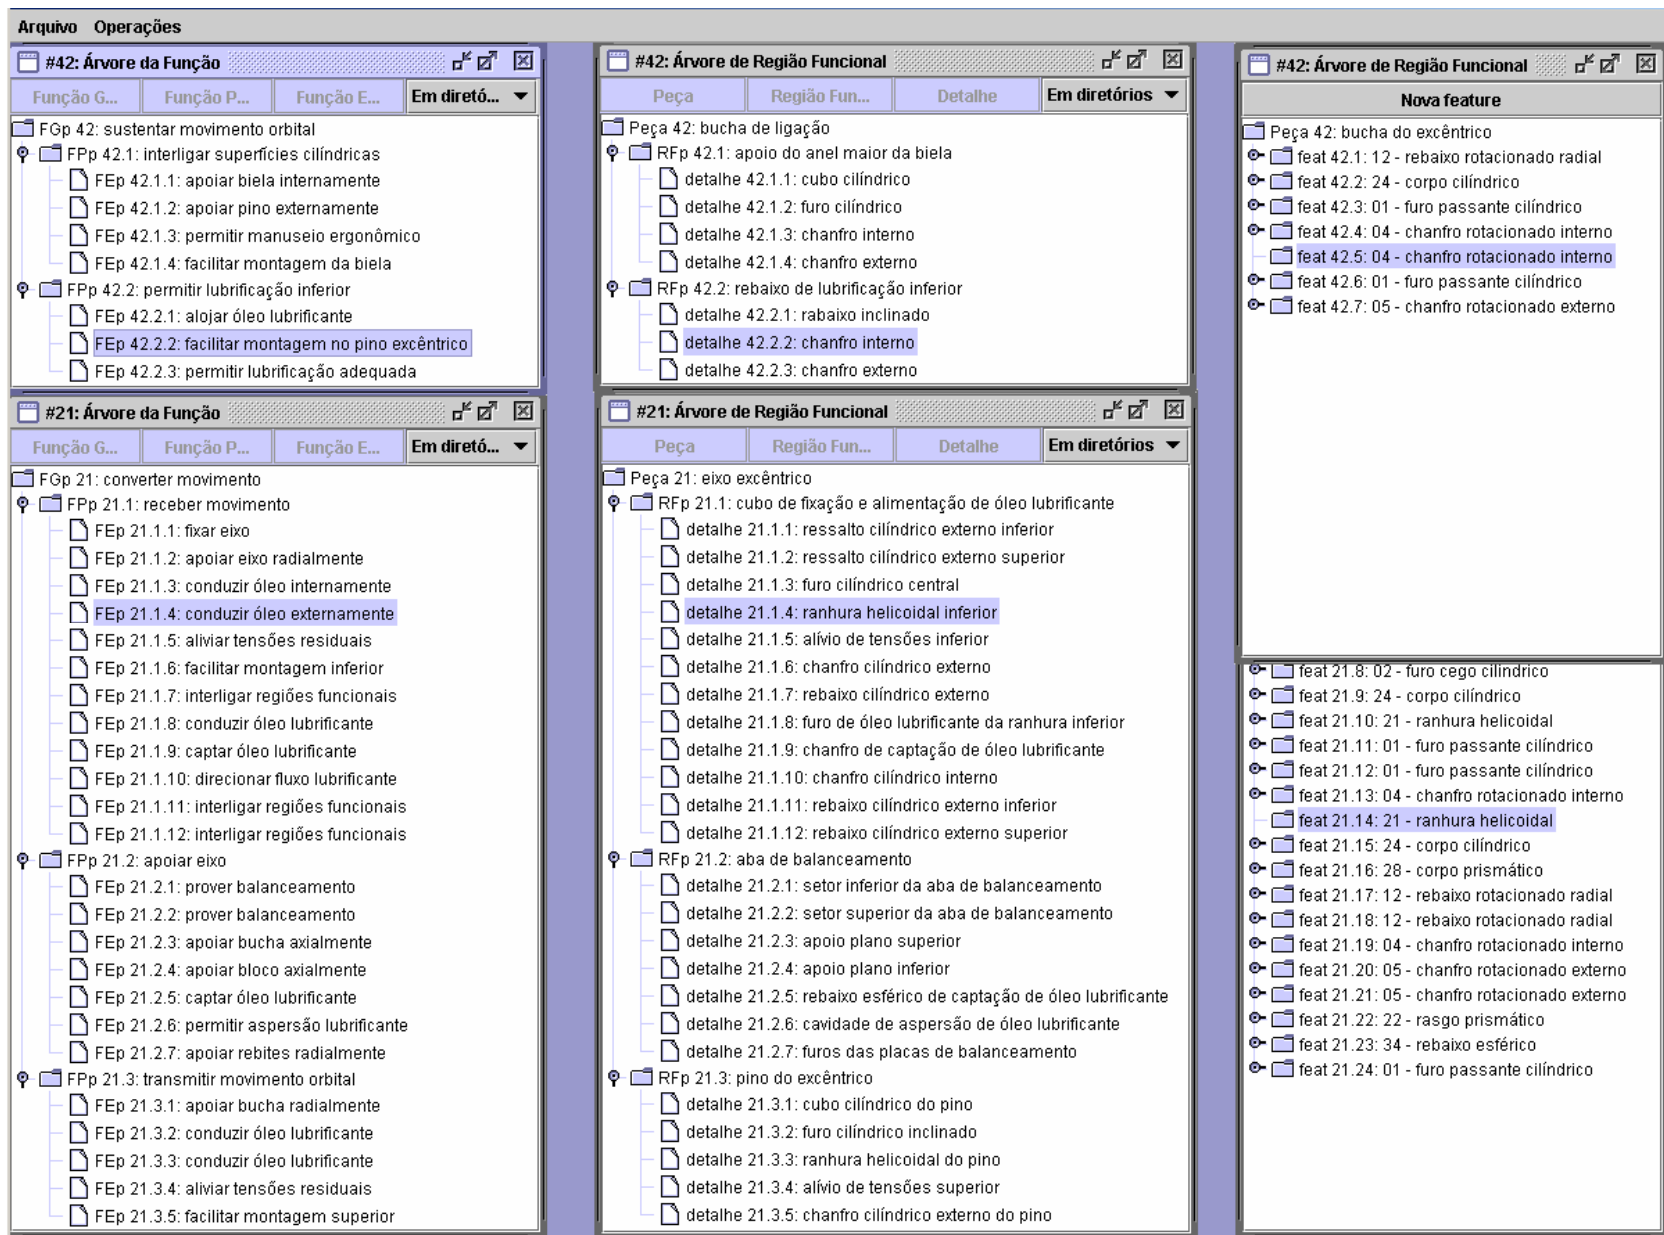 Arquivo Operações
#42: Árvore da Função
Função G... Função P... Função E... Em diretó...
FGp 42: sustentar movimento orbital
FPp 42.1: interligar superfícies cilíndricas
FEp 42.1.1: apoiar biela internamente
FEp 42.1.2: apoiar pino externamente
FEp 42.1.3: permitir manuseio ergonômico
FEp 42.1.4: facilitar montagem da biela
FPp 42.2: permitir lubrificação inferior
FEp 42.2.1: alojar óleo lubrificante
FEp 42.2.2: facilitar montagem no pino excêntrico
FEp 42.2.3: permitir lubrificação adequada
#21: Árvore da Função
Função G... Função P... Função E... Em diretó...
FGp 21: converter movimento
FPp 21.1: receber movimento
FEp 21.1.1: fixar eixo
FEp 21.1.2: apoiar eixo radialmente
FEp 21.1.3: conduzir óleo internamente
FEp 21.1.4: conduzir óleo externamente
FEp 21.1.5: aliviar tensões residuais
FEp 21.1.6: facilitar montagem inferior
FEp 21.1.7: interligar regiões funcionais
FEp 21.1.8: conduzir óleo lubrificante
FEp 21.1.9: captar óleo lubrificante
FEp 21.1.10: direcionar fluxo lubrificante
FEp 21.1.11: interligar regiões funcionais
FEp 21.1.12: interligar regiões funcionais
FPp 21.2: apoiar eixo
FEp 21.2.1: prover balanceamento
FEp 21.2.2: prover balanceamento
FEp 21.2.3: apoiar bucha axialmente
FEp 21.2.4: apoiar bloco axialmente
FEp 21.2.5: captar óleo lubrificante
FEp 21.2.6: permitir aspersão lubrificante
FEp 21.2.7: apoiar rebites radialmente
FPp 21.3: transmitir movimento orbital
FEp 21.3.1: apoiar bucha radialmente
FEp 21.3.2: conduzir óleo lubrificante
FEp 21.3.3: conduzir óleo lubrificante
FEp 21.3.4: aliviar tensões residuais
FEp 21.3.5: facilitar montagem superior
#42: Árvore de Região Funcional
Peça Região Fun... Detalhe Em diretórios
Peça 42: bucha de ligação
RFp 42.1: apoio do anel maior da biela
detalhe 42.1.1: cubo cilíndrico
detalhe 42.1.2: furo cilíndrico
detalhe 42.1.3: chanfro interno
detalhe 42.1.4: chanfro externo
RFp 42.2: rebaixo de lubrificação inferior
detalhe 42.2.1: rabaixo inclinado
detalhe 42.2.2: chanfro interno
detalhe 42.2.3: chanfro externo
#21: Árvore de Região Funcional
Peça Região Fun... Detalhe Em diretórios
Peça 21: eixo excêntrico
RFp 21.1: cubo de fixação e alimentação de óleo lubrificante
detalhe 21.1.1: ressalto cilíndrico externo inferior
detalhe 21.1.2: ressalto cilíndrico externo superior
detalhe 21.1.3: furo cilíndrico central
detalhe 21.1.4: ranhura helicoidal inferior
detalhe 21.1.5: alívio de tensões inferior
detalhe 21.1.6: chanfro cilíndrico externo
detalhe 21.1.7: rebaixo cilíndrico externo
detalhe 21.1.8: furo de óleo lubrificante da ranhura inferior
detalhe 21.1.9: chanfro de captação de óleo lubrificante
detalhe 21.1.10: chanfro cilíndrico interno
detalhe 21.1.11: rebaixo cilíndrico externo inferior
detalhe 21.1.12: rebaixo cilíndrico externo superior
RFp 21.2: aba de balanceamento
detalhe 21.2.1: setor inferior da aba de balanceamento
detalhe 21.2.2: setor superior da aba de balanceamento
detalhe 21.2.3: apoio plano superior
detalhe 21.2.4: apoio plano inferior
detalhe 21.2.5: rebaixo esférico de captação de óleo lubrificante
detalhe 21.2.6: cavidade de aspersão de óleo lubrificante
detalhe 21.2.7: furos das placas de balanceamento
RFp 21.3: pino do excêntrico
detalhe 21.3.1: cubo cilíndrico do pino
detalhe 21.3.2: furo cilíndrico inclinado
detalhe 21.3.3: ranhura helicoidal do pino
detalhe 21.3.4: alívio de tensões superior
detalhe 21.3.5: chanfro cilíndrico externo do pino
#42: Árvore de Região Funcional
Nova feature
Peça 42: bucha do excêntrico
feat 42.1: 12 - rebaixo rotacionado radial
feat 42.2: 24 - corpo cilíndrico
feat 42.3: 01 - furo passante cilíndrico
feat 42.4: 04 - chanfro rotacionado interno
feat 42.5: 04 - chanfro rotacionado interno
feat 42.6: 01 - furo passante cilíndrico
feat 42.7: 05 - chanfro rotacionado externo
feat 21.8: 02 - furo cego cilíndrico
feat 21.9: 24 - corpo cilíndrico
feat 21.10: 21 - ranhura helicoidal
feat 21.11: 01 - furo passante cilíndrico
feat 21.12: 01 - furo passante cilíndrico
feat 21.13: 04 - chanfro rotacionado interno
feat 21.14: 21 - ranhura helicoidal
feat 21.15: 24 - corpo cilíndrico
feat 21.16: 28 - corpo prismático
feat 21.17: 12 - rebaixo rotacionado radial
feat 21.18: 12 - rebaixo rotacionado radial
feat 21.19: 04 - chanfro rotacionado interno
feat 21.20: 05 - chanfro rotacionado externo
feat 21.21: 05 - chanfro rotacionado externo
feat 21.22: 22 - rasgo prismático
feat 21.23: 34 - rebaixo esférico
feat 21.24: 01 - furo passante cilíndrico